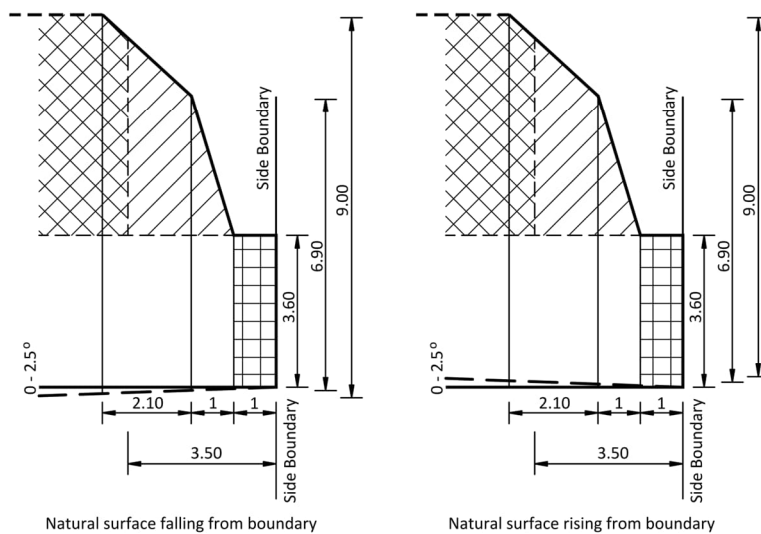 Side Boundary
9.00
6.90
3.60
0 - 2.5°
2.10
1
1
3.50
Side Boundary
Natural surface falling from boundary
Side Boundary
9.00
6.90
3.60
0 - 2.5°
2.10
1
1
3.50
Side Boundary
Natural surface rising from boundary